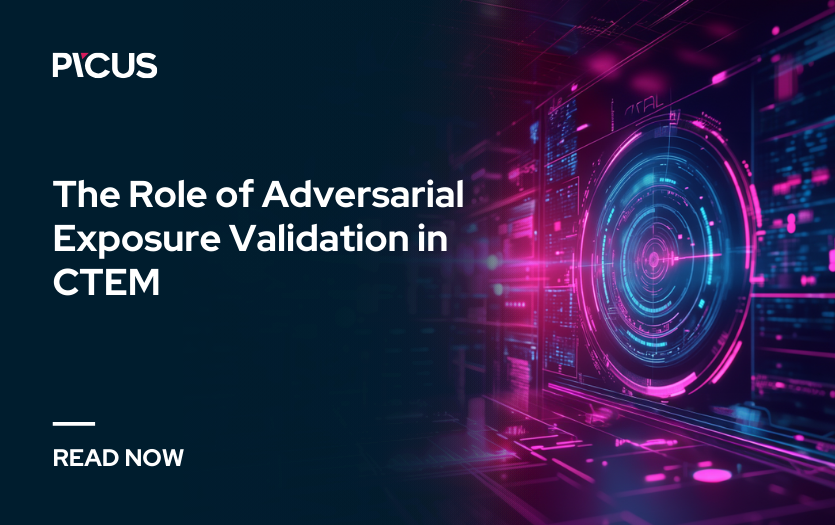 PICUS
The Role of Adversarial
Exposure Validation in
CTEM
READ NOW